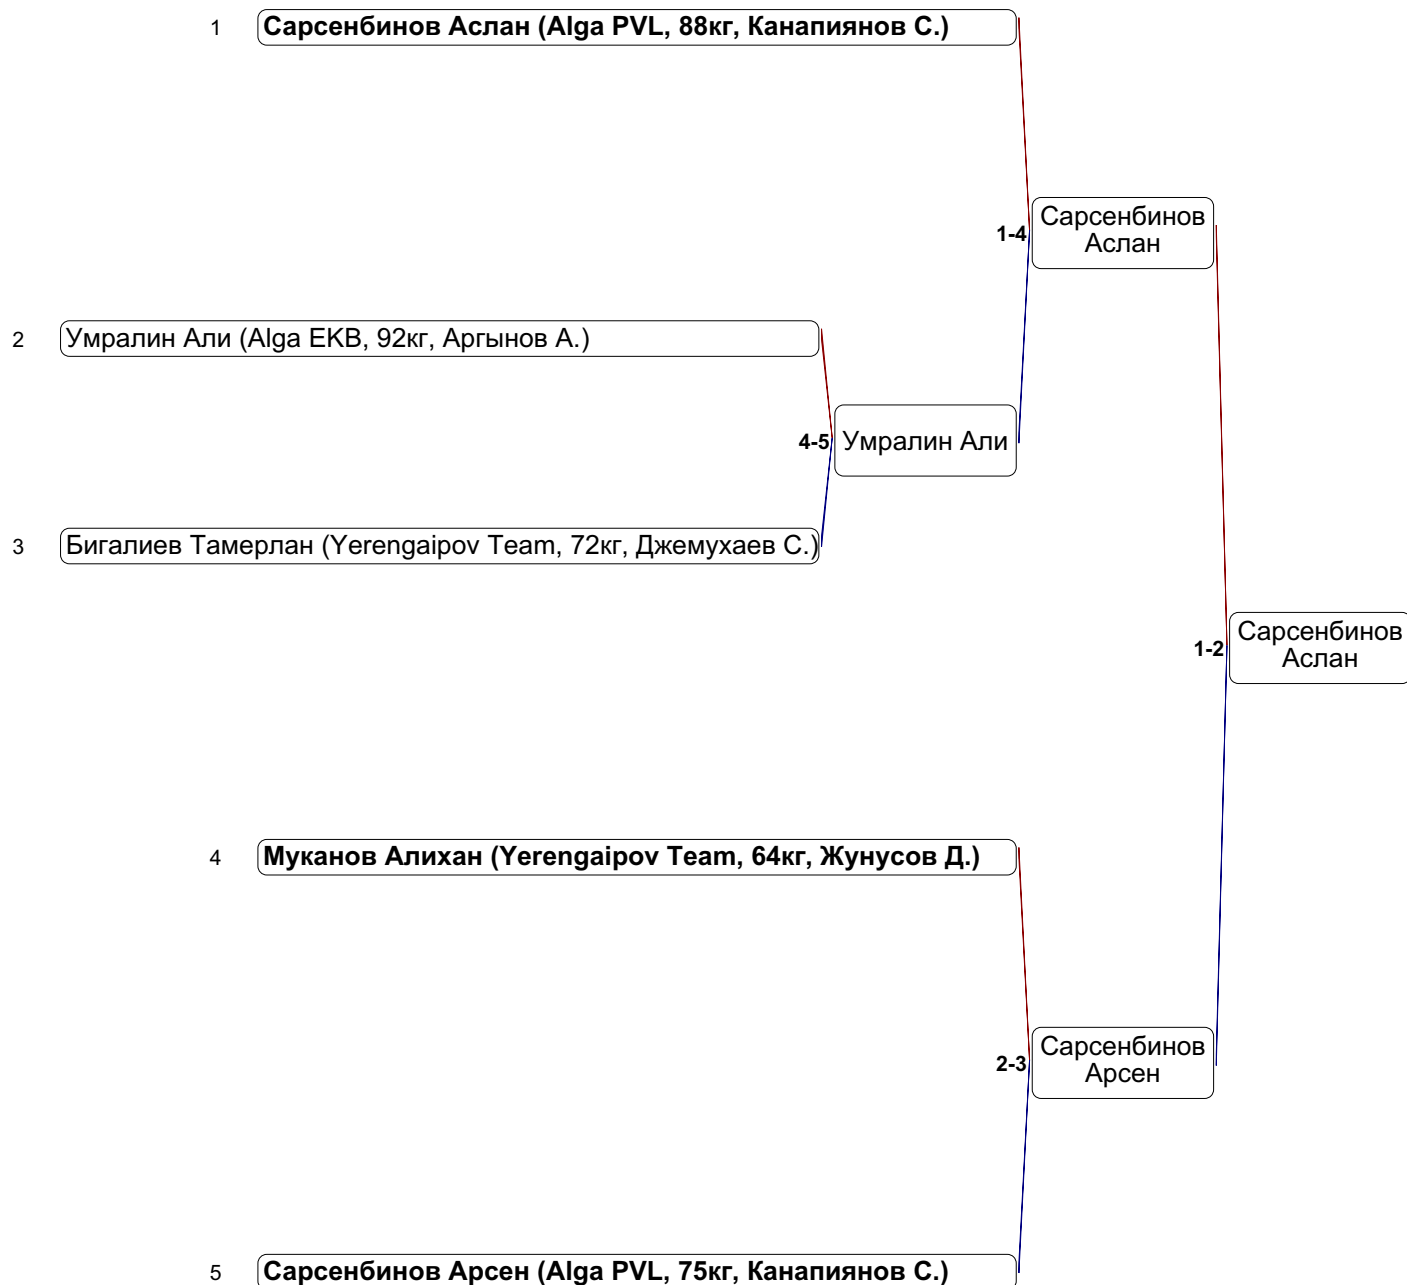 1 Сарсенбинов Аслан (Alga PVL, 88кг, Канапиянов С.)
1-4 Сарсенбинов
Аслан
2 Умралин Али (Alga EKB, 92кг, Аргынов А.)
4-5 Умралин Али
3 Бигалиев Тамерлан (Yerengaipov Team, 72кг, Джемухаев С.)
1-2 Сарсенбинов
Аслан
4 Муканов Алихан (Yerengaipov Team, 64кг, Жунусов Д.)
2-3 Сарсенбинов
Арсен
5 Сарсенбинов Арсен (Alga PVL, 75кг, Канапиянов С.)